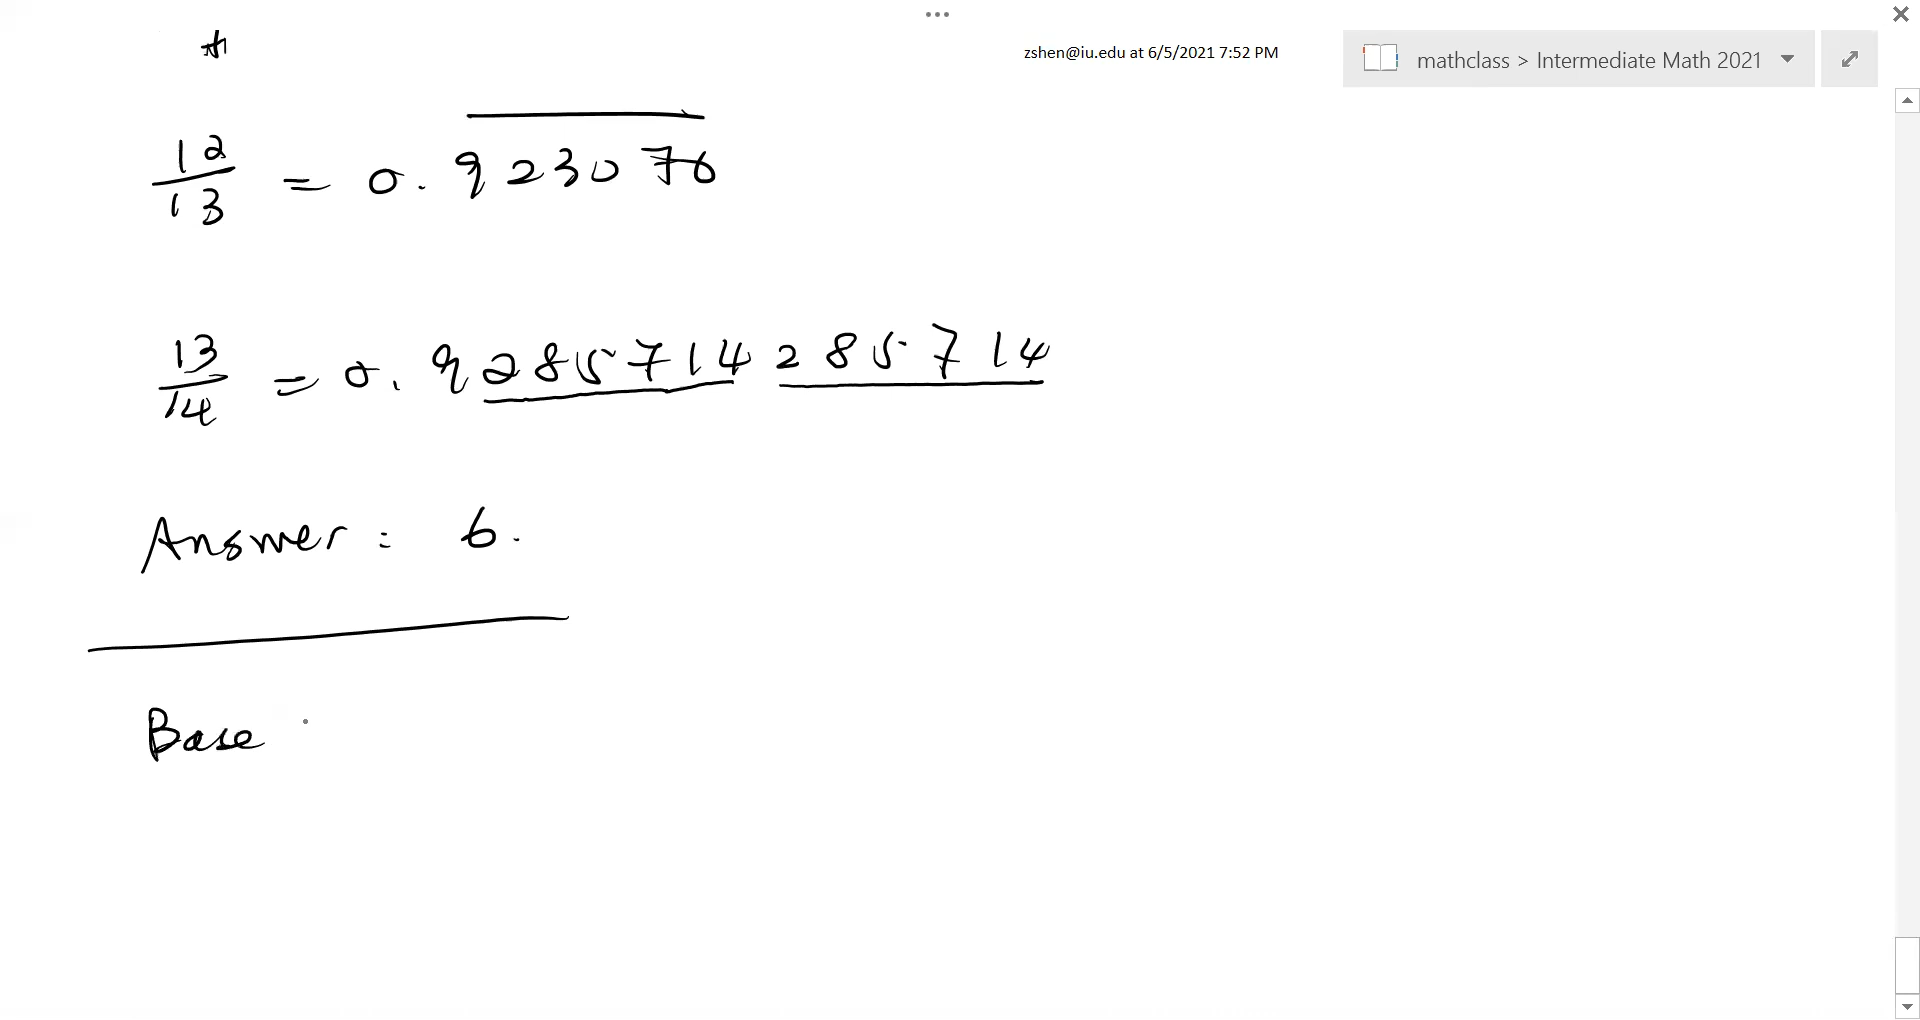 zshen@iu.edu at 6/5/2021 7:52 PM
mathclass > Intermediate Math 2021
12/13 = 0.923076
13/14 = 0.9285714285714
Answer: 6.
Base